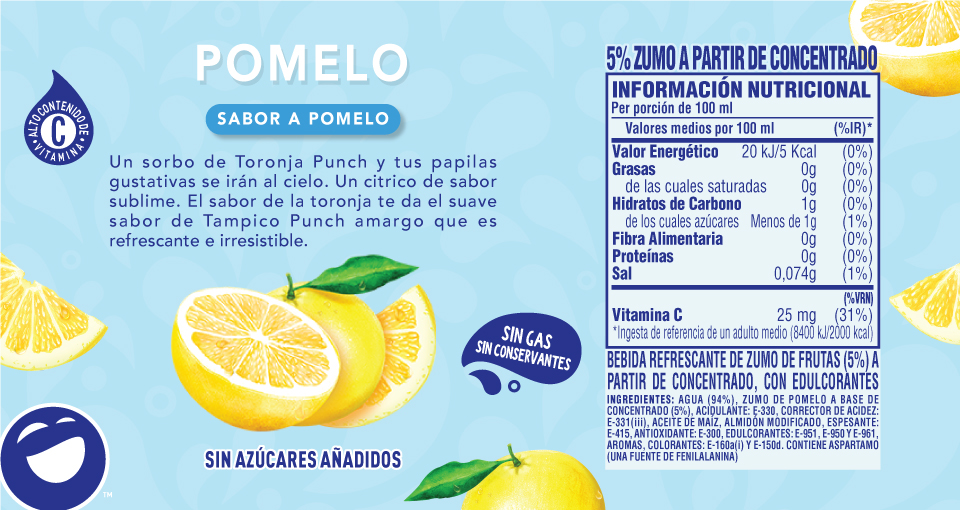 POMELO
SABOR A POMELO
ALTO CONTENIDO DE
C
VITAMINA
Un sorbo de Toronja Punch y tus papilas
gustativas se irán al cielo. Un citrico de sabor
sublime. El sabor de la toronja te da el suave
sabor de Tampico Punch amargo que es
refrescante e irresistible.
SIN GAS
SIN CONSERVANTES
SIN AZÚCARES AÑADIDOS
TM
5% ZUMO A PARTIR DE CONCENTRADO
INFORMACIÓN NUTRICIONAL
Per porción de 100 ml
Valores medios por 100 ml (%IR)*
Valor Energético 20 kJ/5 Kcal (0%)
Grasas 0g (0%)
de las cuales saturadas 0g (0%)
Hidratos de Carbono 1g (0%)
de los cuales azúcares Menos de 1g (1%)
Fibra Alimentaria 0g (0%)
Proteínas 0g (0%)
Sal 0,074g (1%)
(%VRN)
Vitamina C 25 mg (31%)
*Ingesta de referencia de un adulto medio (8400 kJ/2000 kcal)
BEBIDA REFRESCANTE DE ZUMO DE FRUTAS (5%) A
PARTIR DE CONCENTRADO, CON EDULCORANTES
INGREDIENTES: AGUA (94%), ZUMO DE POMELO A BASE DE
CONCENTRADO (5%), ACIDULANTE: E-330, CORRECTOR DE ACIDEZ:
E-331(iii), ACEITE DE MAÍZ, ALMIDÓN MODIFICADO, ESPESANTE:
E-415, ANTIOXIDANTE: E-300, EDULCORANTES: E-951, E-950 Y E-961,
AROMAS, COLORANTES: E-160a(i) Y E-150d. CONTIENE ASPARTAMO
(UNA FUENTE DE FENILALANINA)